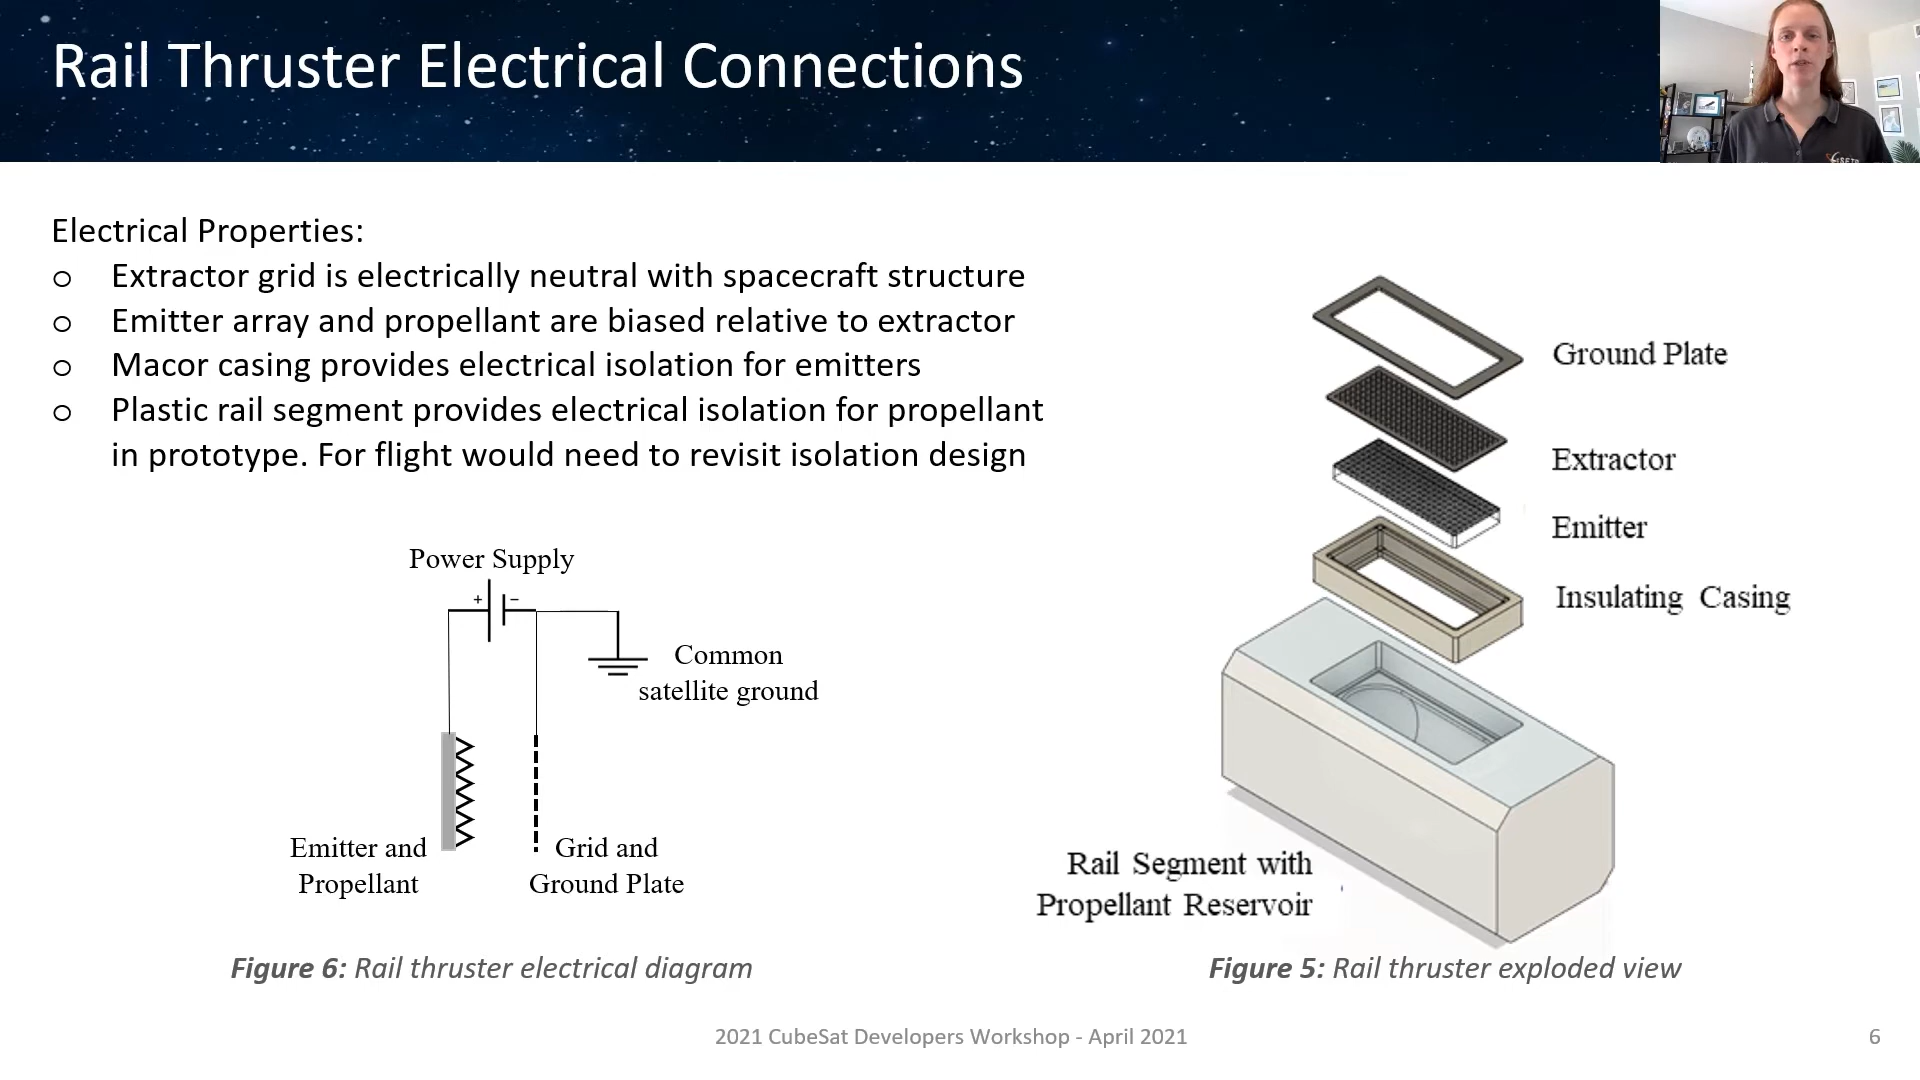 Rail Thruster Electrical Connections
Electrical Properties:
o Extractor grid is electrically neutral with spacecraft structure
o Emitter array and propellant are biased relative to extractor
o Macor casing provides electrical isolation for emitters
o Plastic rail segment provides electrical isolation for propellant
in prototype. For flight would need to revisit isolation design
Power Supply
+ −
Common
satellite ground
Emitter and
Propellant
Grid and
Ground Plate
Figure 6: Rail thruster electrical diagram
Ground Plate
Extractor
Emitter
Insulating Casing
Rail Segment with
Propellant Reservoir
Figure 5: Rail thruster exploded view
2021 CubeSat Developers Workshop - April 2021
6